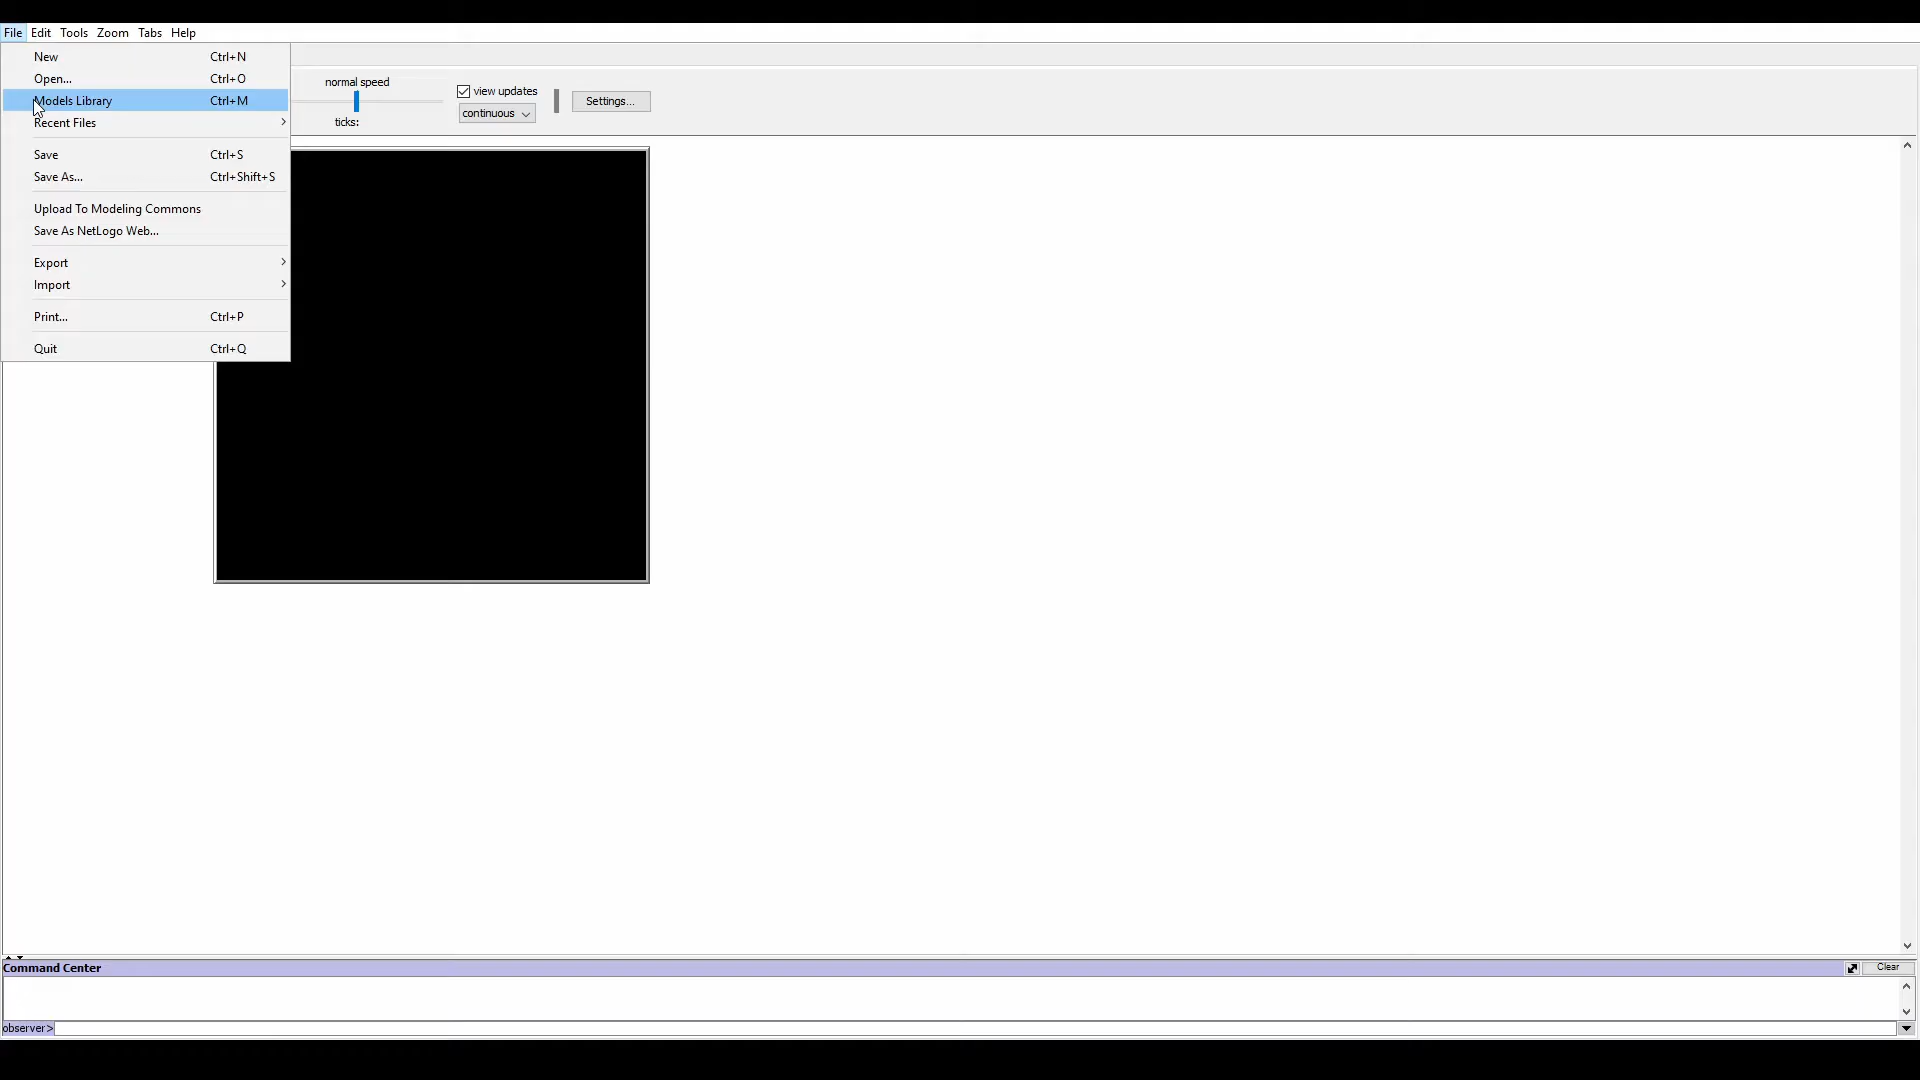 File Edit Tools Zoom Tabs Help
New Ctrl+N
Open... Ctrl+O
Models Library Ctrl+M
Recent Files
Save Ctrl+S
Save As... Ctrl+Shift+S
Upload To Modeling Commons
Save As NetLogo Web...
Export
Import
Print... Ctrl+P
Quit Ctrl+Q
normal speed
ticks:
view updates
continuous
Settings...
Command Center
Clear
observer>